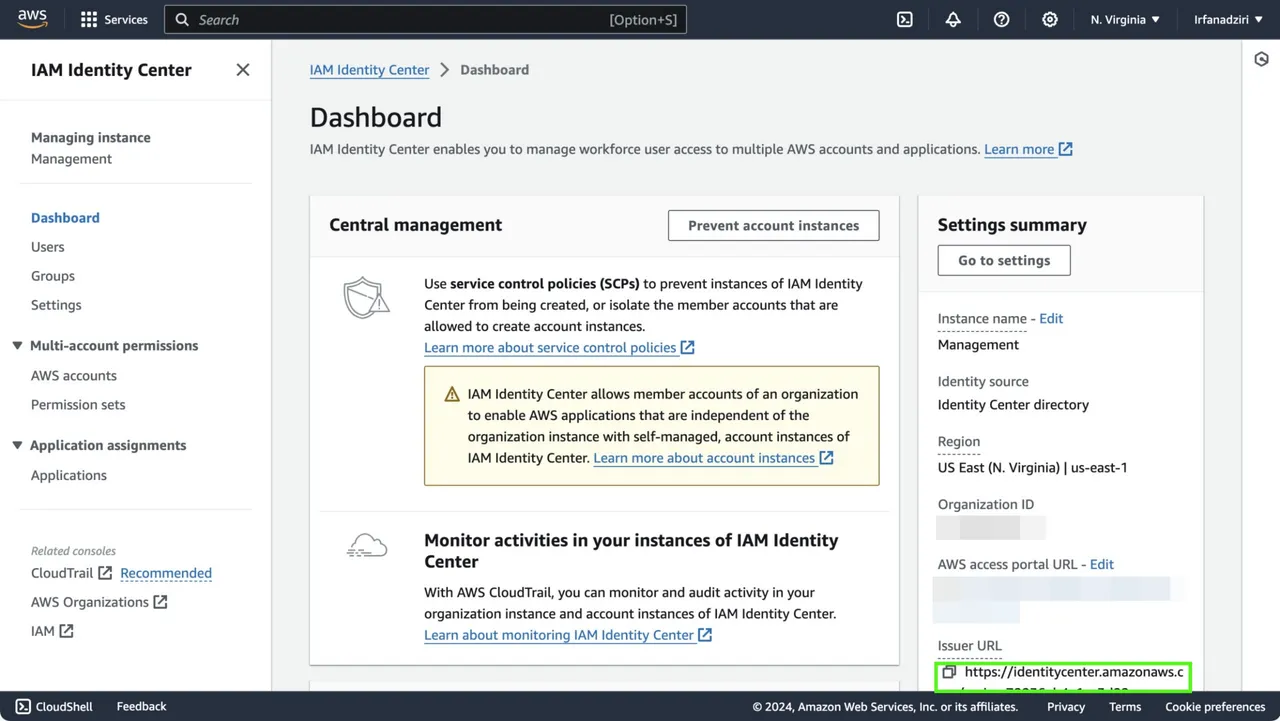 aws
Services
Search
[Option+S]
N. Virginia
Irfanadziri
IAM Identity Center
Managing instance
Management
Dashboard
Users
Groups
Settings
Multi-account permissions
AWS accounts
Permission sets
Application assignments
Applications
Related consoles
CloudTrail Recommended
AWS Organizations
IAM
IAM Identity Center > Dashboard
Dashboard
IAM Identity Center enables you to manage workforce user access to multiple AWS accounts and applications. Learn more
Central management
Prevent account instances
Use service control policies (SCPs) to prevent instances of IAM Identity
Center from being created, or isolate the member accounts that are
allowed to create account instances.
Learn more about service control policies
IAM Identity Center allows member accounts of an organization
to enable AWS applications that are independent of the
organization instance with self-managed, account instances of
IAM Identity Center. Learn more about account instances
Monitor activities in your instances of IAM Identity
Center
With AWS CloudTrail, you can monitor and audit activity in your
organization instance and account instances of IAM Identity Center.
Learn about monitoring IAM Identity Center
Settings summary
Go to settings
Instance name - Edit
Management
Identity source
Identity Center directory
Region
US East (N. Virginia) | us-east-1
Organization ID
AWS access portal URL - Edit
Issuer URL
https://identitycenter.amazonaws.c
CloudShell
Feedback
© 2024, Amazon Web Services, Inc. or its affiliates.
Privacy
Terms
Cookie preferences